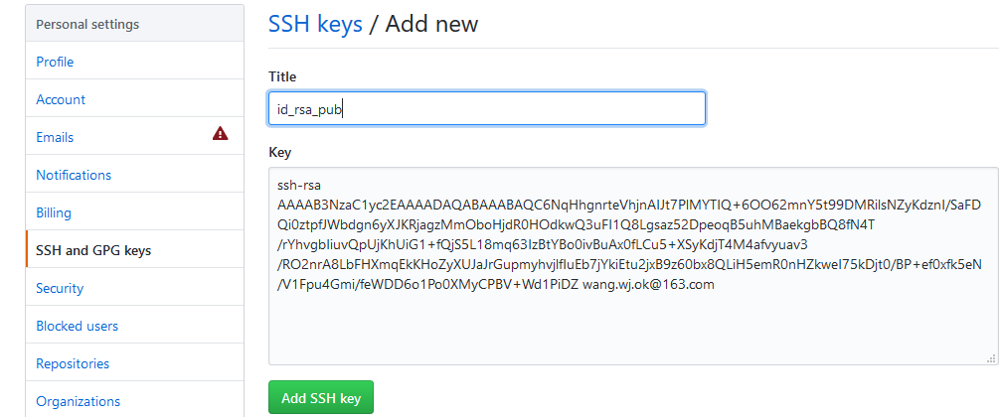 Personal settings
Profile
Account
Emails
Notifications
Billing
SSH and GPG keys
Security
Blocked users
Repositories
Organizations
SSH keys / Add new
Title
id_rsa_pub
Key
ssh-rsa
AAAAB3NzaC1yc2EAAAADAQABAAABAQC6NqHhgnrteVhjnAIJt7PlMYTIQ+6OO62mnY5t99DMRilsNZyKdznI/SaFD
Qi0ztpfJWbdgn6yXJKRjagzMmOboHjdR0HOdkwQ3uFI1Q8Lgsaz52DpeoqB5uhMBaekgbBQ8fN4T
/rYhvgbIiuvQpUjKhUiG1+fQjS5L18mq63IzBtYBo0ivBuAx0fLCu5+XSyKdjT4M4afvyuav3
/RO2nrA8LbFHXmqEkKHoZyXUJaJrGupmyhvjlfluEb7jYkiEtu2jxB9z60bx8QLiH5emR0nHZkweI75kDjt0/BP+ef0xfk5eN
/V1Fpu4Gmi/feWDD6o1Po0XMyCPBV+Wd1PiDZ wang.wj.ok@163.com
Add SSH key